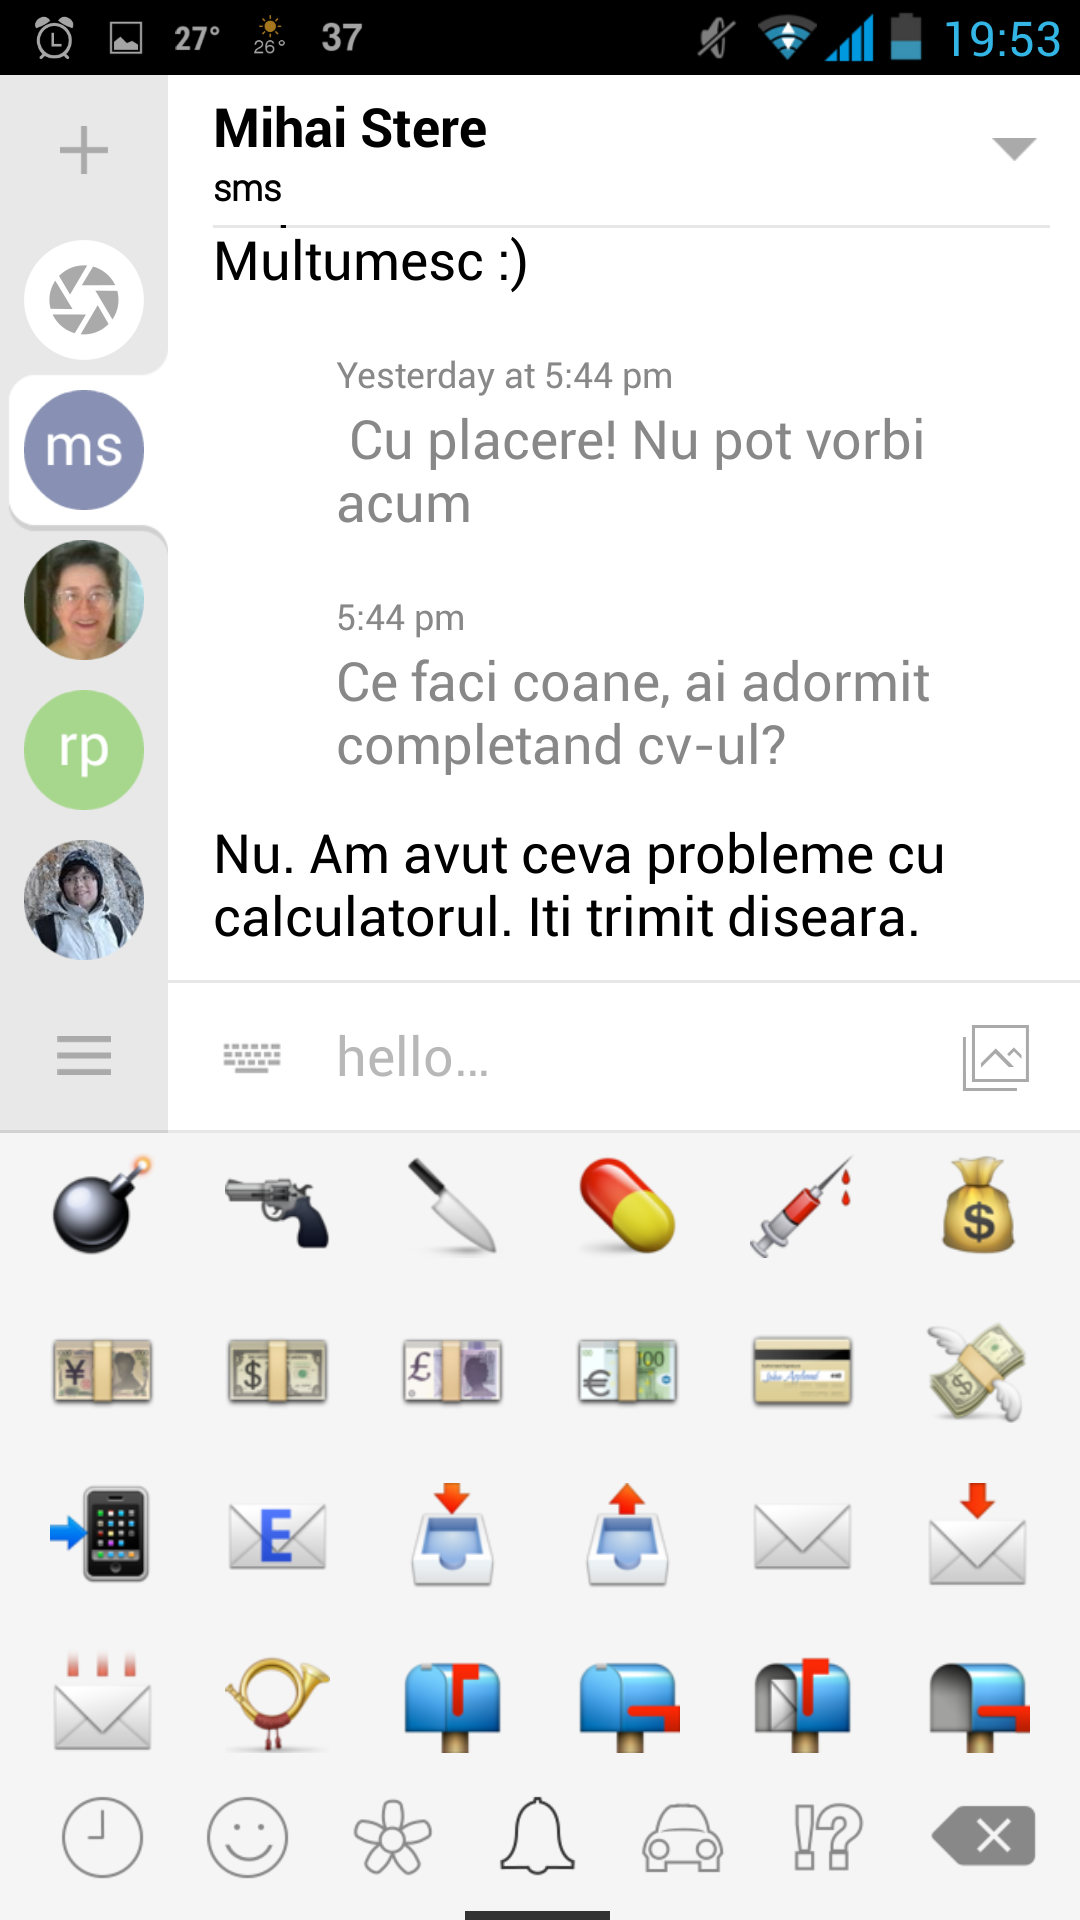 27° 26° 37 19:53
Mihai Stere
sms
Multumesc :)
Yesterday at 5:44 pm
Cu placere! Nu pot vorbi
acum
ms
5:44 pm
Ce faci coane, ai adormit
completand cv-ul?
rp
Nu. Am avut ceva probleme cu
calculatorul. Iti trimit diseara.
hello...
$
¥ $ £ € 100
$
E
!?